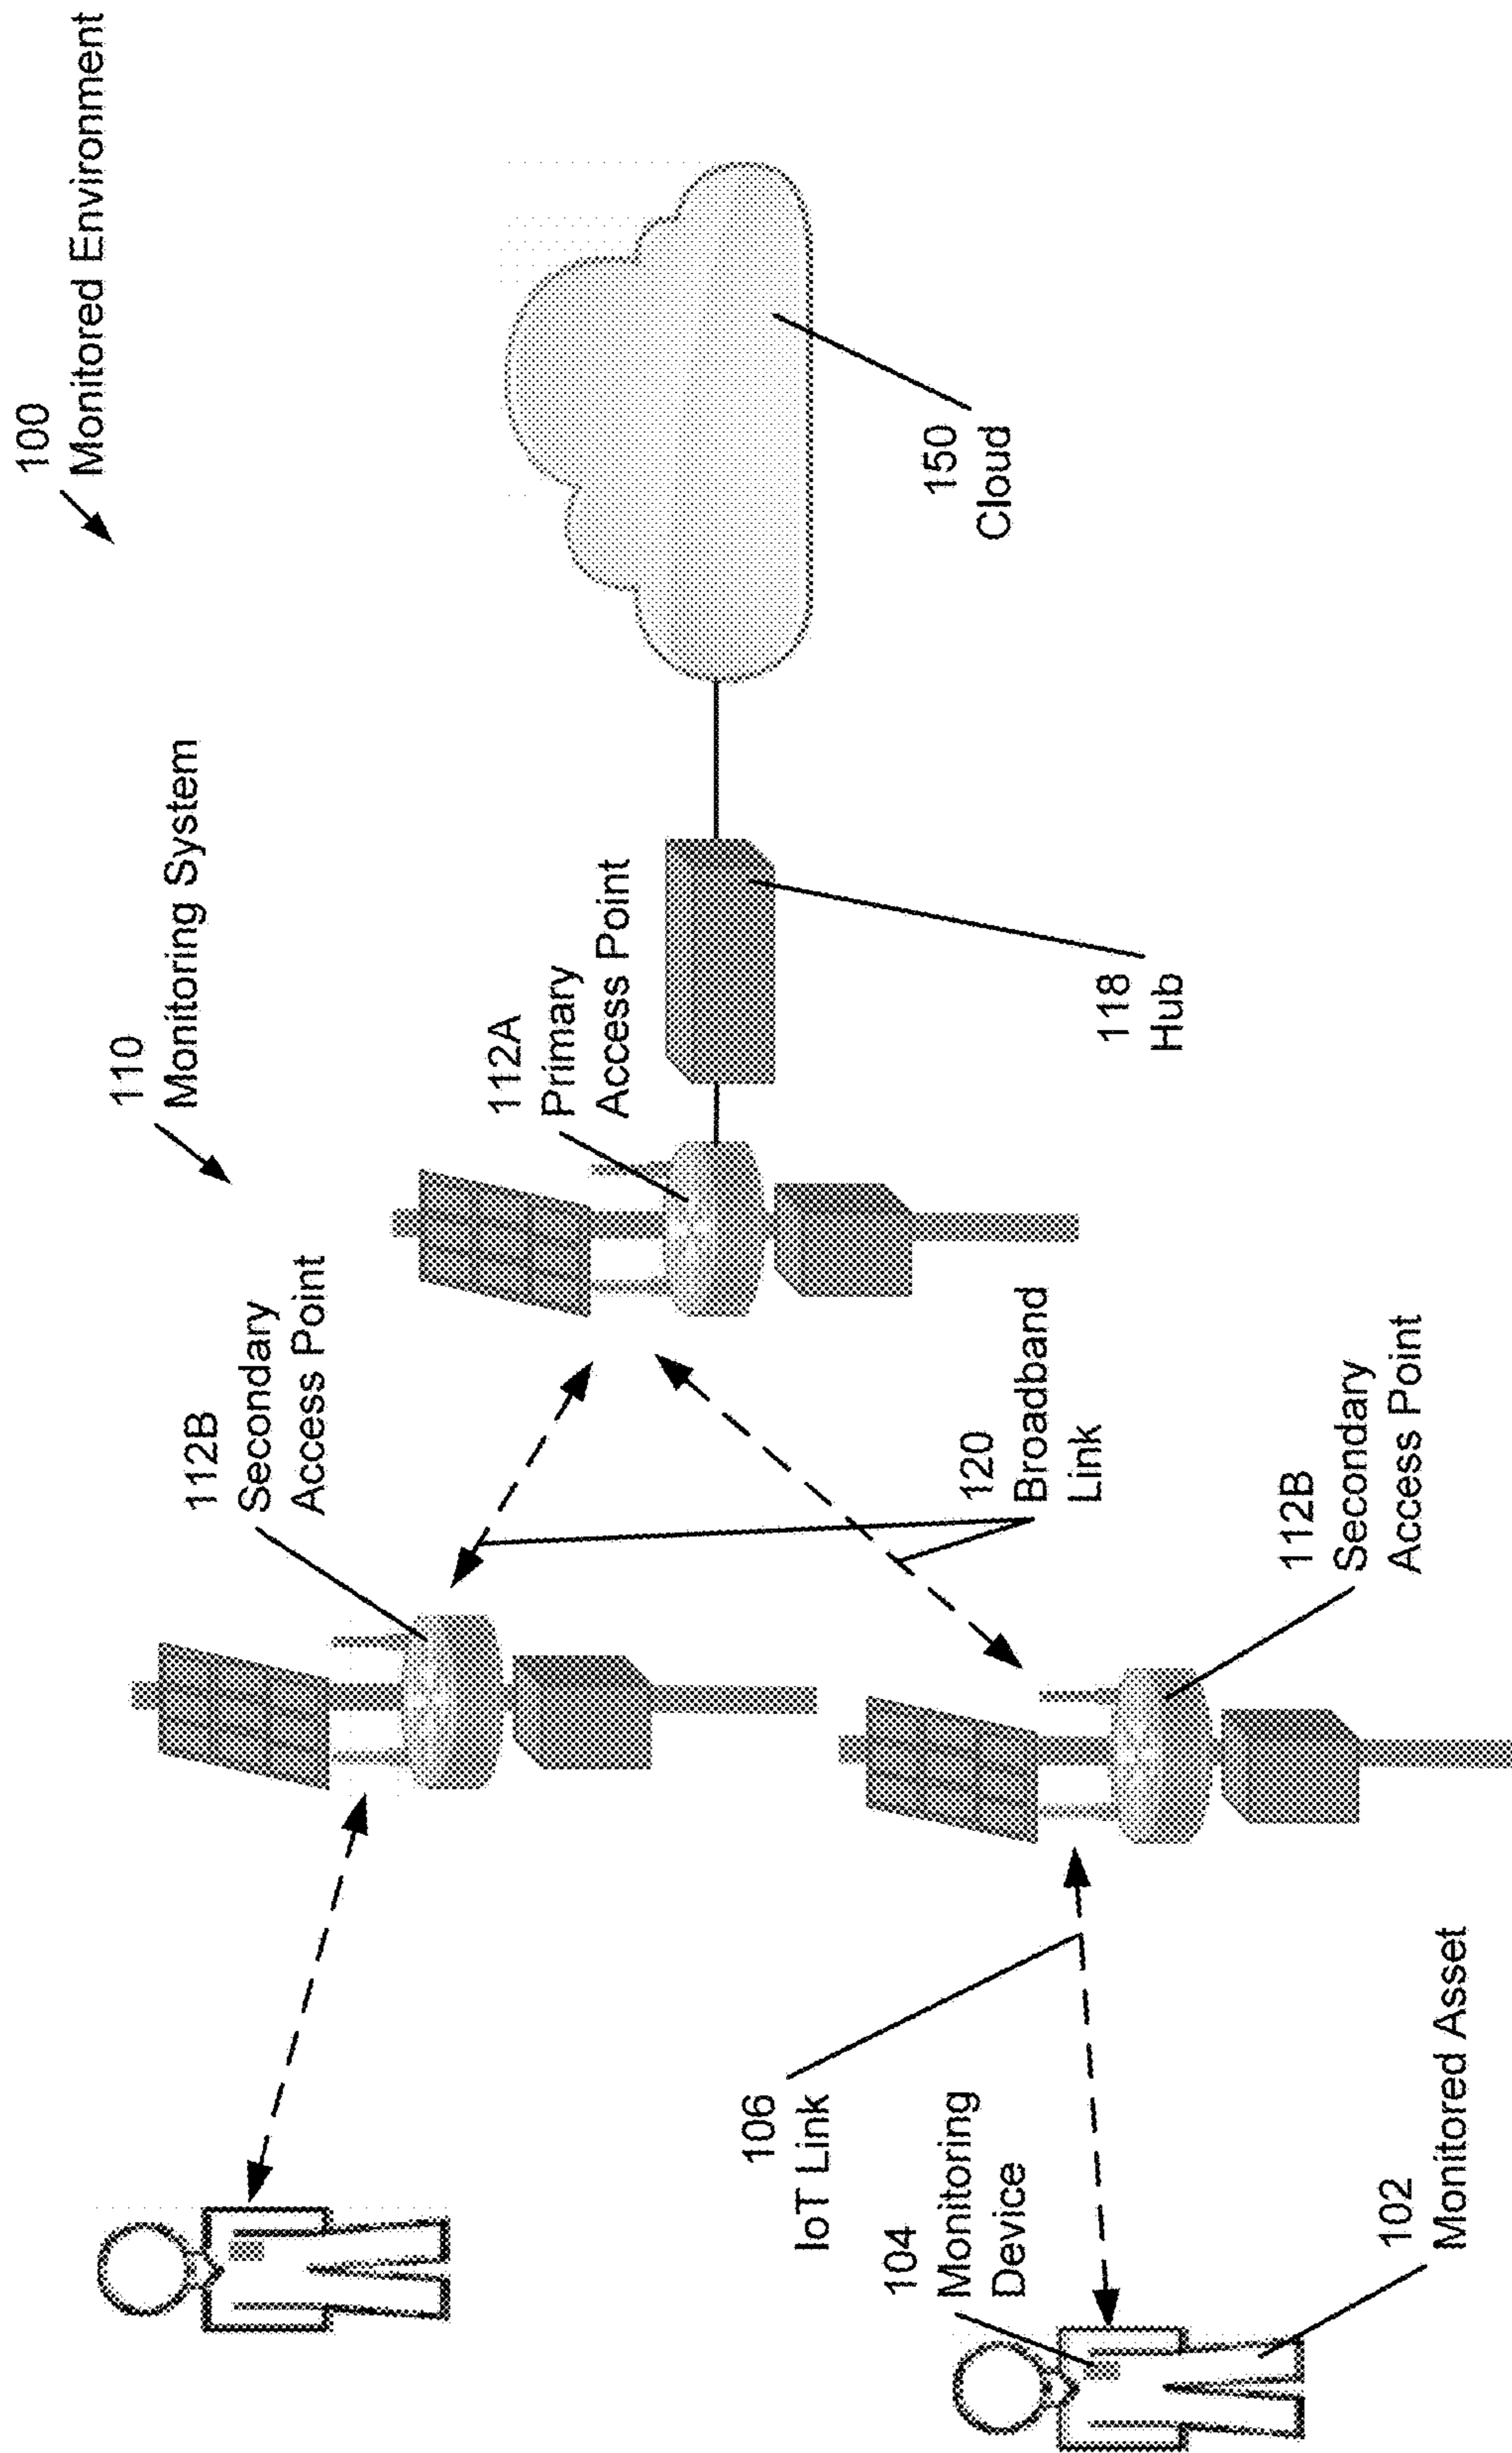 100
Monitored Environment
110
Monitoring System
112B
Secondary
Access Point
112A
Primary
Access Point
106
IoT Link
120
Broadband
Link
118
Hub
150
Cloud
104
Monitoring
Device
112B
Secondary
Access Point
102
Monitored Asset